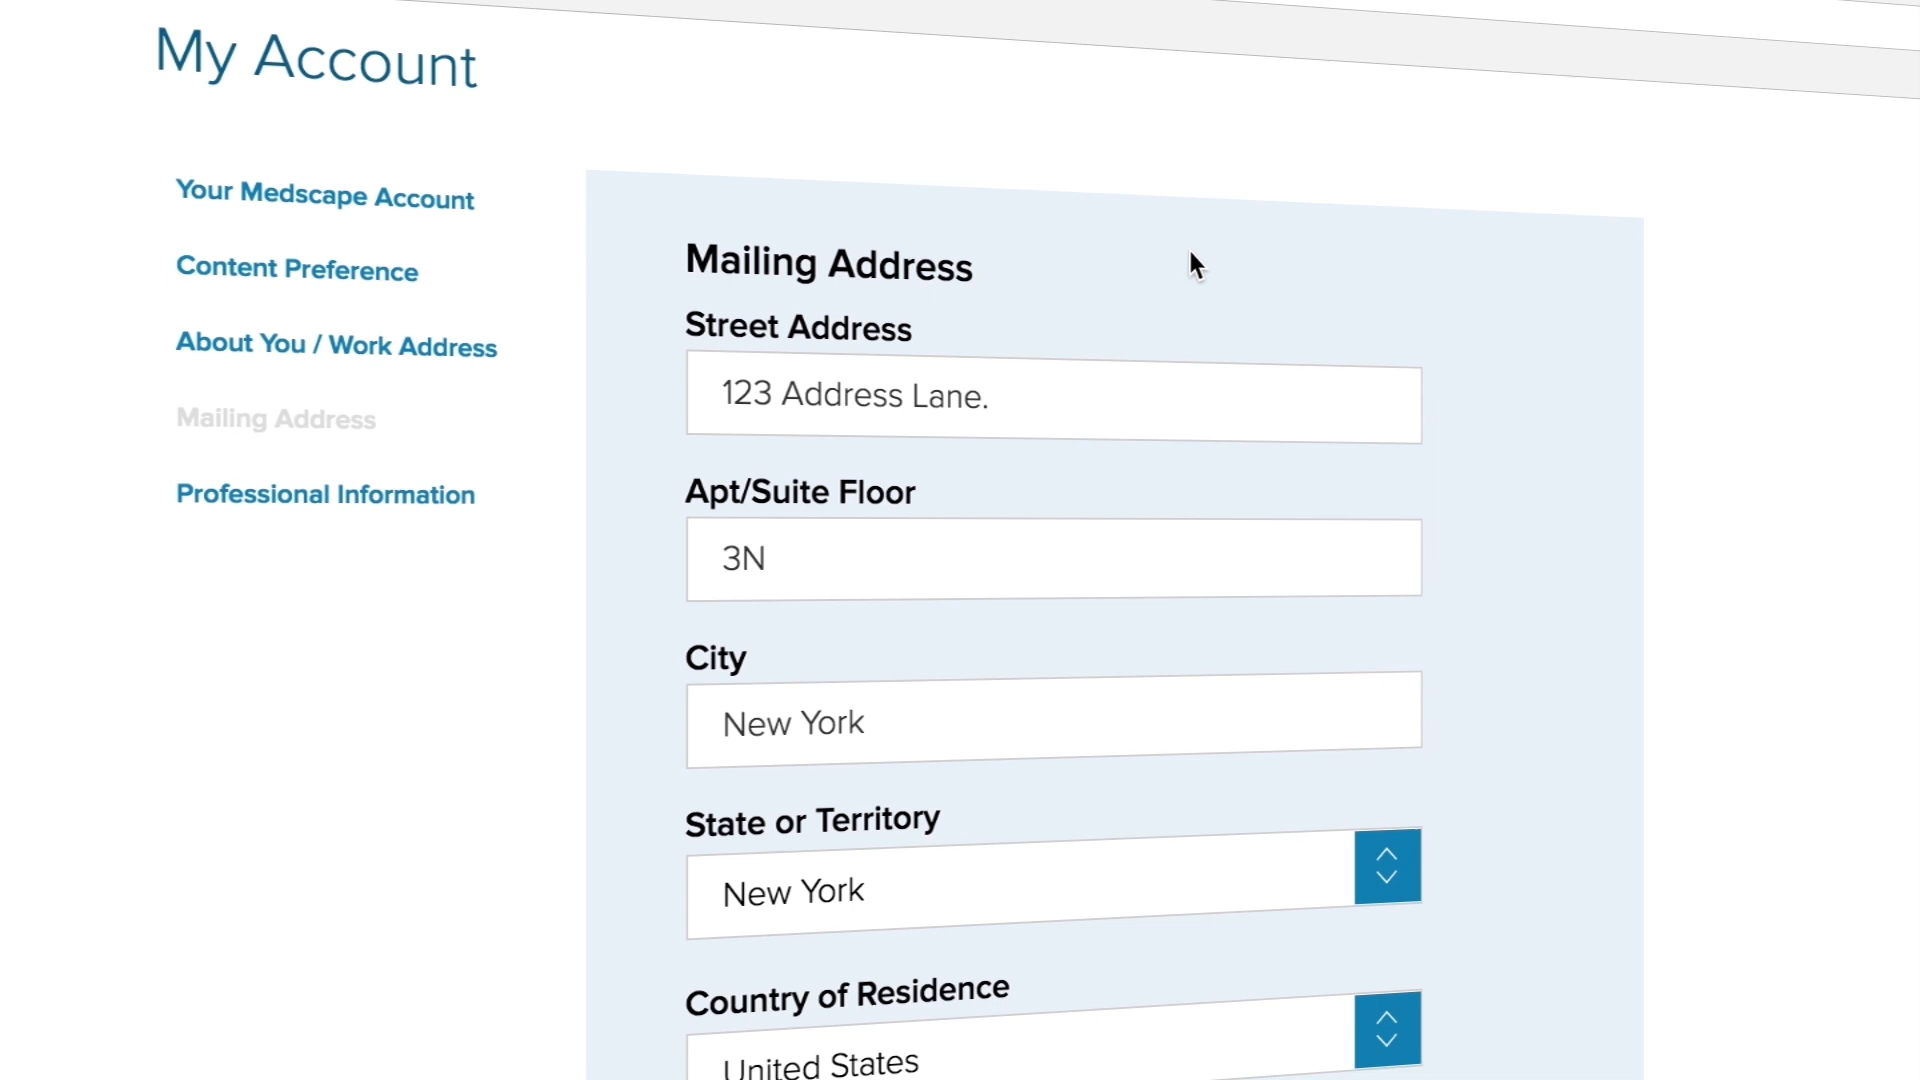 My Account
Your Medscape Account
Content Preference
About You / Work Address
Mailing Address
Professional Information
Mailing Address
Street Address
123 Address Lane.
Apt/Suite Floor
3N
City
New York
State or Territory
New York
Country of Residence
United States